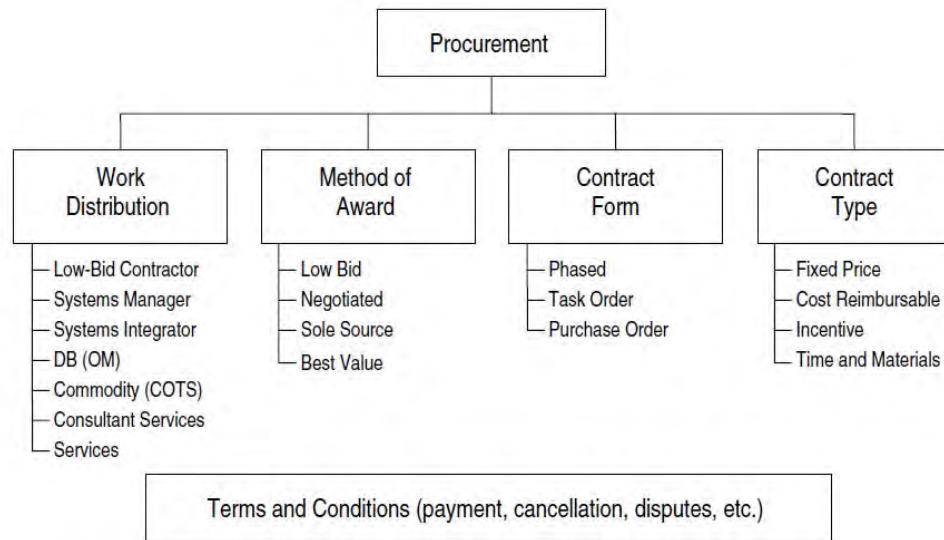 Procurement
Work
Distribution
Low-Bid Contractor
Systems Manager
Systems Integrator
DB (OM)
Commodity (COTS)
Consultant Services
Services
Method of
Award
Low Bid
Negotiated
Sole Source
Best Value
Contract
Form
Phased
Task Order
Purchase Order
Contract
Type
Fixed Price
Cost Reimbursable
Incentive
Time and Materials
Terms and Conditions (payment, cancellation, disputes, etc.)